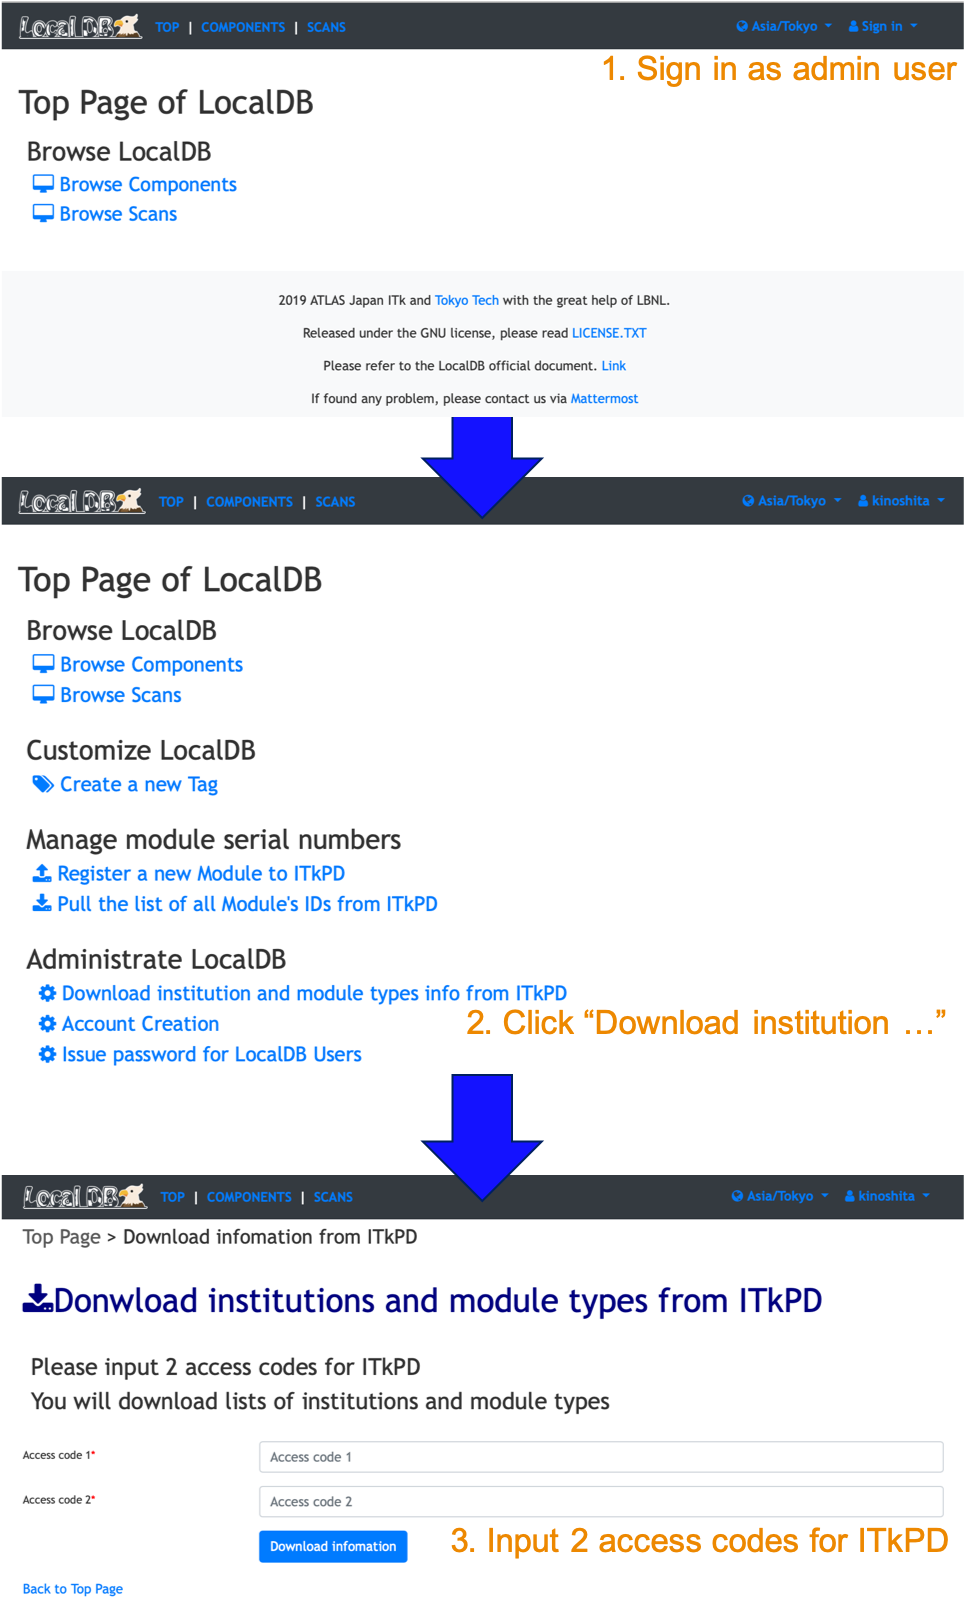 Local DB TOP | COMPONENTS | SCANS Asia/Tokyo Sign in
1. Sign in as admin user
Top Page of LocalDB
Browse LocalDB
Browse Components
Browse Scans
2019 ATLAS Japan ITk and Tokyo Tech with the great help of LBNL.
Released under the GNU license, please read LICENSE.TXT
Please refer to the LocalDB official document. Link
If found any problem, please contact us via Mattermost
Local DB TOP | COMPONENTS | SCANS Asia/Tokyo kinoshita
Top Page of LocalDB
Browse LocalDB
Browse Components
Browse Scans
Customize LocalDB
Create a new Tag
Manage module serial numbers
Register a new Module to ITkPD
Pull the list of all Module's IDs from ITkPD
Administrate LocalDB
Download institution and module types info from ITkPD
Account Creation
2. Click “Download institution …”
Issue password for LocalDB Users
Local DB TOP | COMPONENTS | SCANS Asia/Tokyo kinoshita
Top Page > Download infomation from ITkPD
Donwload institutions and module types from ITkPD
Please input 2 access codes for ITkPD
You will download lists of institutions and module types
Access code 1* Access code 1
Access code 2* Access code 2
Download infomation
3. Input 2 access codes for ITkPD
Back to Top Page